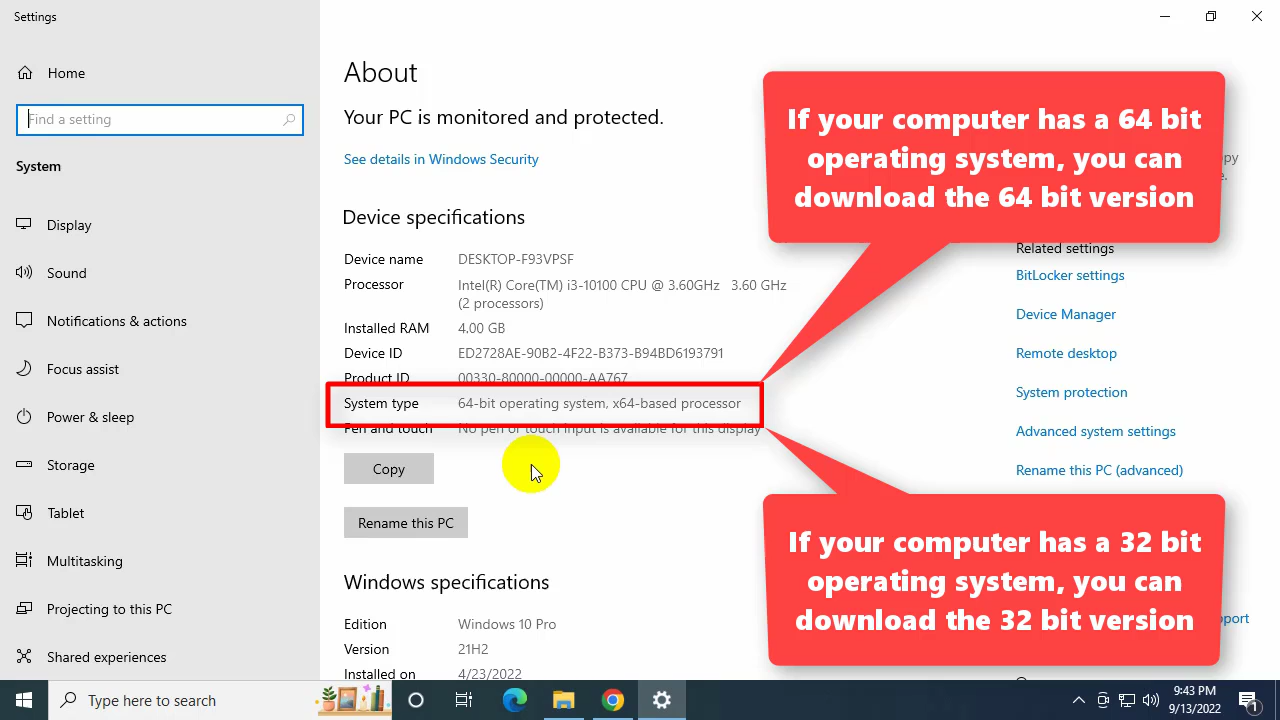 Settings
Home
Find a setting
System
Display
Sound
Notifications & actions
Focus assist
Power & sleep
Storage
Tablet
Multitasking
Projecting to this PC
Shared experiences
About
Your PC is monitored and protected.
See details in Windows Security
Device specifications
Device name DESKTOP-F93VPSF
Processor Intel(R) Core(TM) i3-10100 CPU @ 3.60GHz 3.60 GHz
(2 processors)
Installed RAM 4.00 GB
Device ID ED2728AE-90B2-4F22-B373-B94BD6193791
Product ID 00330-80000-00000-AA767
System type 64-bit operating system, x64-based processor
Pen and touch No pen or touch input is available for this display
Copy
Rename this PC
Windows specifications
Edition Windows 10 Pro
Version 21H2
Installed on 4/23/2022
If your computer has a 64 bit
operating system, you can
download the 64 bit version
Related settings
BitLocker settings
Device Manager
Remote desktop
System protection
Advanced system settings
Rename this PC (advanced)
If your computer has a 32 bit
operating system, you can
download the 32 bit version
Type here to search
9:43 PM
9/13/2022
1